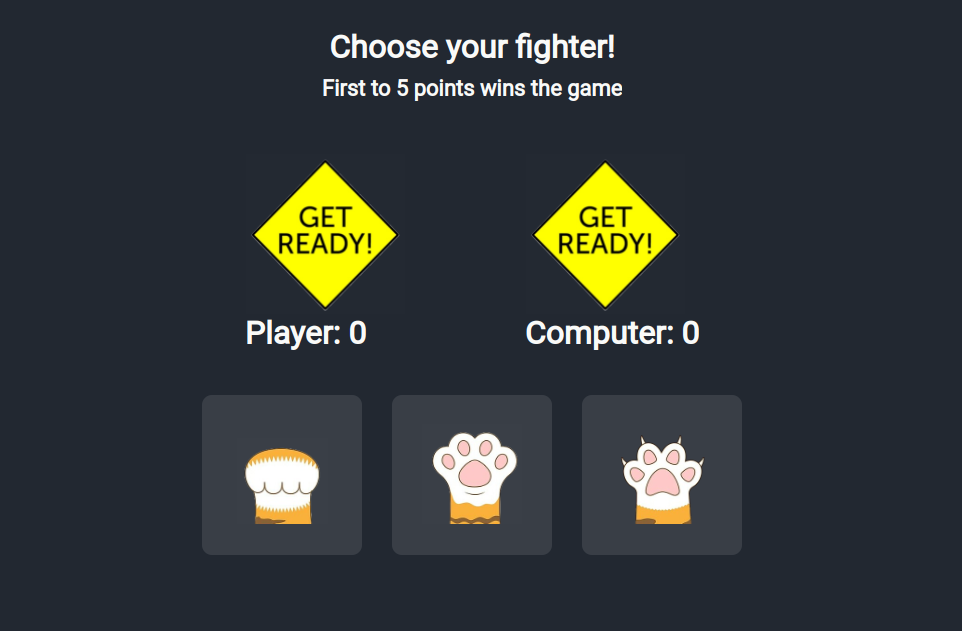 Choose your fighter!
First to 5 points wins the game
GET
READY!
GET
READY!
Player: 0
Computer: 0